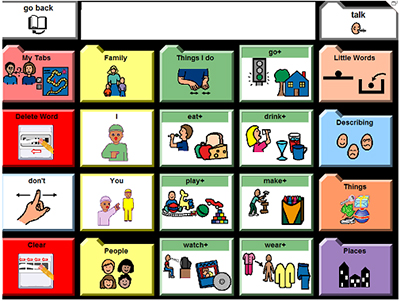 go back
talk
My Tabs
Family
Things I do
go+
Little Words
Delete Word
I
eat+
drink+
Describing
don't
You
play+
make+
Things
Clear
People
watch+
wear+
Places